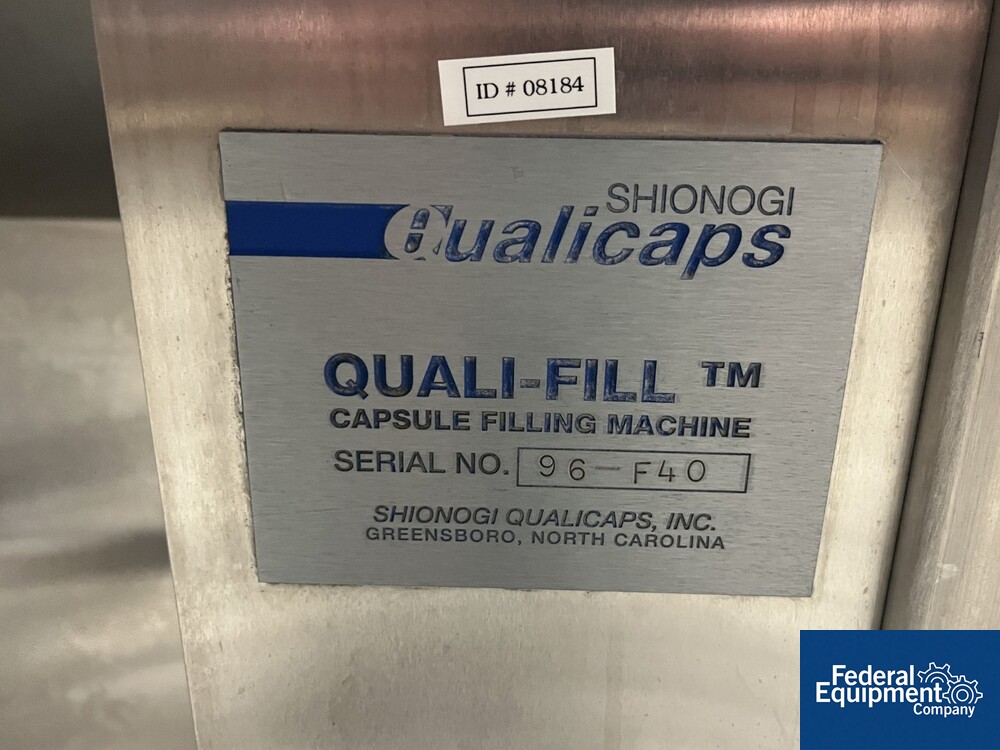 ID # 08184
SHIONOGI
Qualicaps
QUALI-FILL ™
CAPSULE FILLING MACHINE
SERIAL NO. 96-F40
SHIONOGI QUALICAPS, INC.
GREENSBORO, NORTH CAROLINA
Federal
Equipment
Company